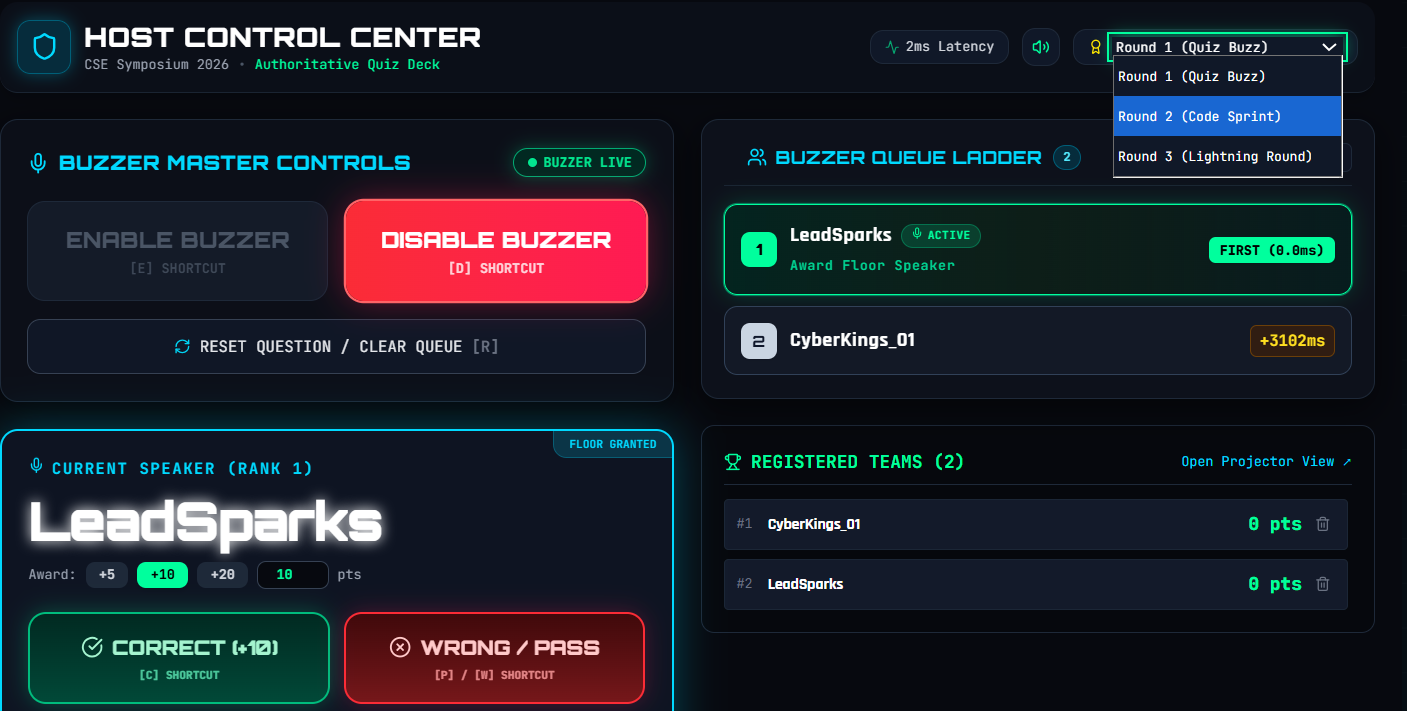 HOST CONTROL CENTER
CSE Symposium 2026 • Authoritative Quiz Deck
2ms Latency
Round 1 (Quiz Buzz)
Round 1 (Quiz Buzz)
Round 2 (Code Sprint)
Round 3 (Lightning Round)
BUZZER MASTER CONTROLS
BUZZER LIVE
ENABLE BUZZER
[E] SHORTCUT
DISABLE BUZZER
[D] SHORTCUT
RESET QUESTION / CLEAR QUEUE [R]
BUZZER QUEUE LADDER 2
1
LeadSparks
ACTIVE
Award Floor Speaker
FIRST (0.0ms)
2
CyberKings_01
+3102ms
FLOOR GRANTED
CURRENT SPEAKER (RANK 1)
LeadSparks
Award: +5 +10 +20 10 pts
CORRECT (+10)
[C] SHORTCUT
WRONG / PASS
[P] / [W] SHORTCUT
REGISTERED TEAMS (2)
Open Projector View ↗
#1 CyberKings_01 0 pts
#2 LeadSparks 0 pts